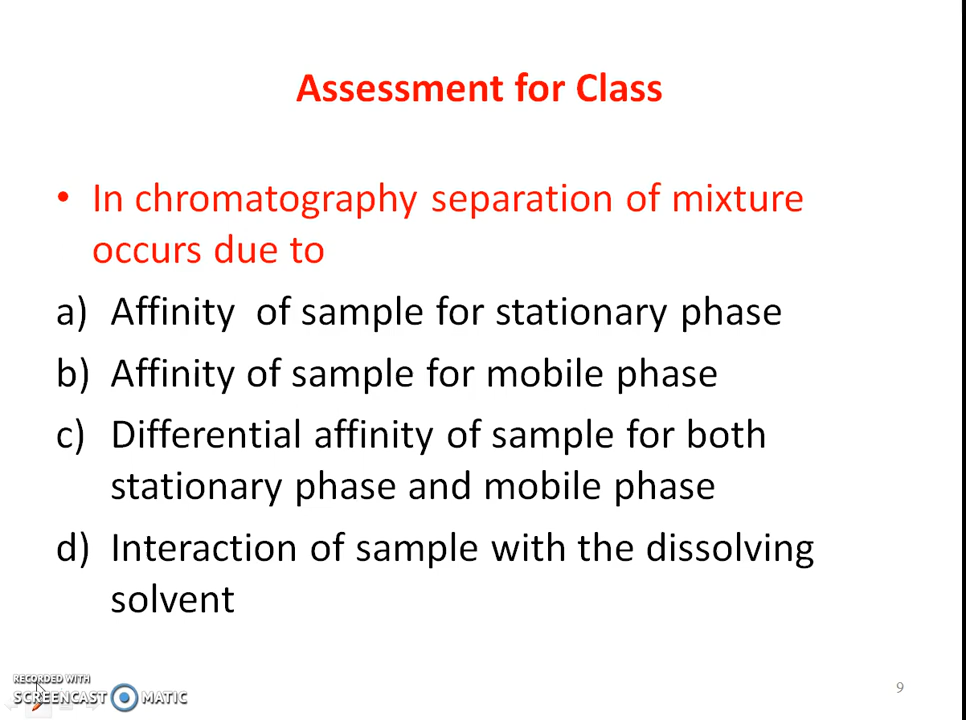 Assessment for Class
• In chromatography separation of mixture
occurs due to
a) Affinity of sample for stationary phase
b) Affinity of sample for mobile phase
c) Differential affinity of sample for both
stationary phase and mobile phase
d) Interaction of sample with the dissolving
solvent
RECORDED WITH
SCREENCAST MATIC
9